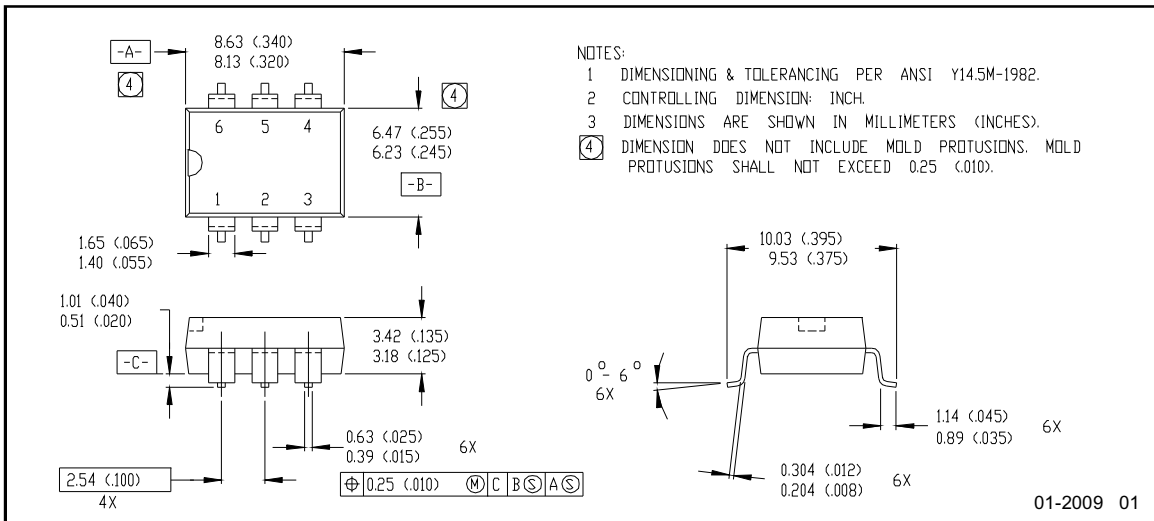 -A-
8.63 (.340)
8.13 (.320)
4
4
6 5 4
6.47 (.255)
6.23 (.245)
-B-
1 2 3
1.65 (.065)
1.40 (.055)
NOTES:
1 DIMENSIONING & TOLERANCING PER ANSI Y14.5M-1982.
2 CONTROLLING DIMENSION: INCH.
3 DIMENSIONS ARE SHOWN IN MILLIMETERS (INCHES).
4 DIMENSION DOES NOT INCLUDE MOLD PROTUSIONS. MOLD
PROTUSIONS SHALL NOT EXCEED 0.25 (.010).
1.01 (.040)
0.51 (.020)
-C-
3.42 (.135)
3.18 (.125)
0.63 (.025)
0.39 (.015)
6X
2.54 (.100)
4X
⌖ 0.25 (.010) Ⓜ C B Ⓢ A Ⓢ
10.03 (.395)
9.53 (.375)
0° - 6°
6X
1.14 (.045)
0.89 (.035)
6X
0.304 (.012)
0.204 (.008)
6X
01-2009 01